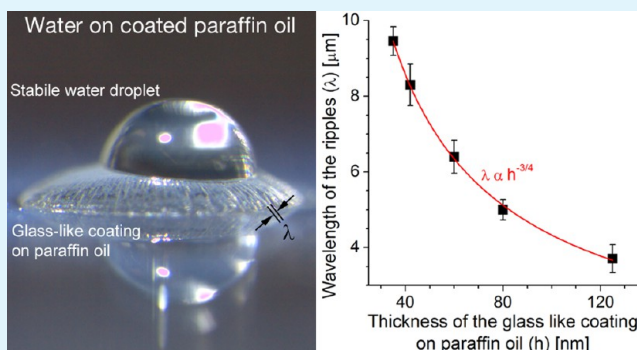 Water on coated paraffin oil
Stabile water droplet
λ
Glass-like coating
on paraffin oil
Wavelength of the ripples (λ) [μm]
10
8
6
4
λ α h-3/4
40
80
120
Thickness of the glass like coating
on paraffin oil (h) [nm]